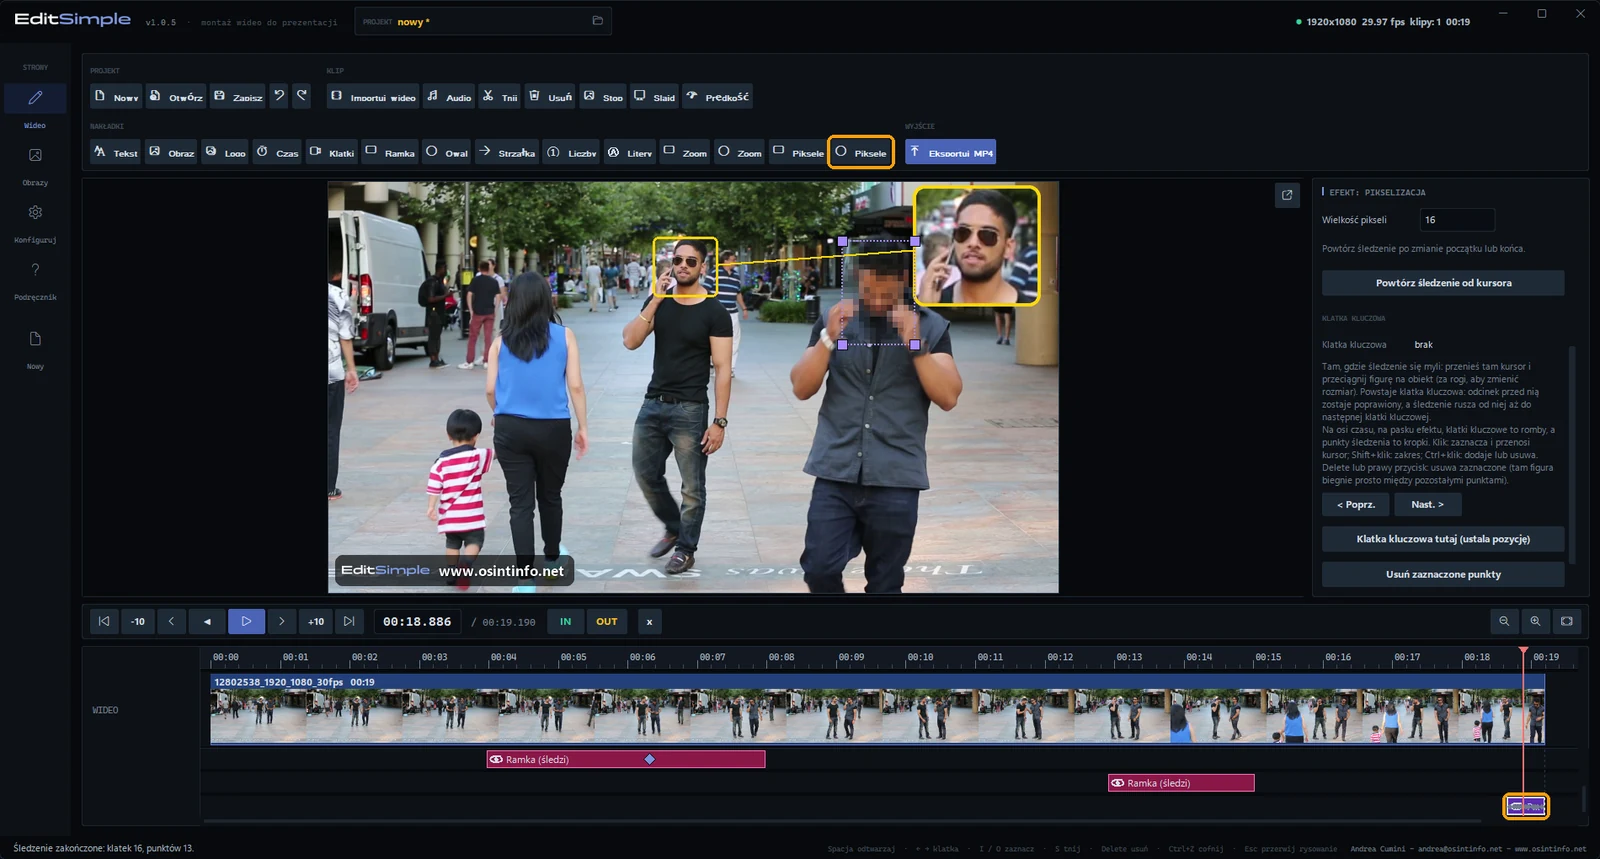 EditSimple v1.0.5 · montaż wideo do prezentacji
PROJEKT nowy *
1920x1080 29.97 fps klipy: 1 00:19
STRONY
Wideo
Obrazy
Konfiguruj
Podręcznik
Nowy
PROJEKT
Nowy Otwórz Zapisz
KLIP
Importuj wideo Audio Tnij Usuń Stop Slajd Prędkość
NAKŁADKI
Tekst Obraz Logo Czas Klatki Ramka Owal Strzałka Liczby Litery Zoom Zoom Piksele Piksele
WYJŚCIE
Eksportuj MP4
EditSimple www.osintinfo.net
EFEKT: PIKSELIZACJA
Wielkość pikseli 16
Powtórz śledzenie po zmianie początku lub końca.
Powtórz śledzenie od kursora
KLATKA KLUCZOWA
Klatka kluczowa brak
Tam, gdzie śledzenie się myli: przenieś tam kursor i
przeciągnij figurę na obiekt (za rogi, aby zmienić
rozmiar). Powstaje klatka kluczowa: odcinek przed nią
zostaje poprawiony, a śledzenie rusza od niej aż do
następnej klatki kluczowej.
Na osi czasu, na pasku efektu, klatki kluczowe to romby, a
punkty śledzenia to kropki. Klik: zaznacza i przenosi
kursor; Shift+klik: zakres; Ctrl+klik: dodaje lub usuwa.
Delete lub prawy przycisk: usuwa zaznaczone (tam figura
biegnie prosto między pozostałymi punktami).
< Poprz. Nast. >
Klatka kluczowa tutaj (ustala pozycję)
Usuń zaznaczone punkty
-10 +10 00:18.886 / 00:19.190 IN OUT x
00:00 00:01 00:02 00:03 00:04 00:05 00:06 00:07 00:08 00:09 00:10 00:11 00:12 00:13 00:14 00:15 00:16 00:17 00:18 00:19
12802538_1920_1080_30fps 00:19
WIDEO
Ramka (śledzi)
Ramka (śledzi)
Śledzenie zakończone: klatek 16, punktów 13.
Spacja odtwarzaj · + + klatka · I / O zaznacz · S tnij · Delete usuń · Ctrl+Z cofnij · Esc przerwij rysowanie Andrea Cumini - andrea@osintinfo.net - www.osintinfo.net